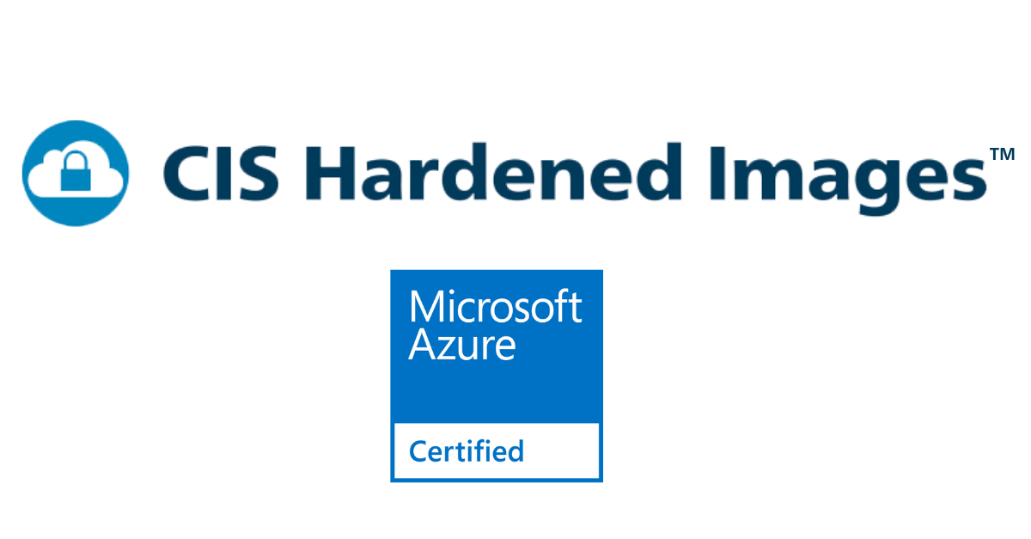 CIS Hardened Images™
Microsoft
Azure
Certified